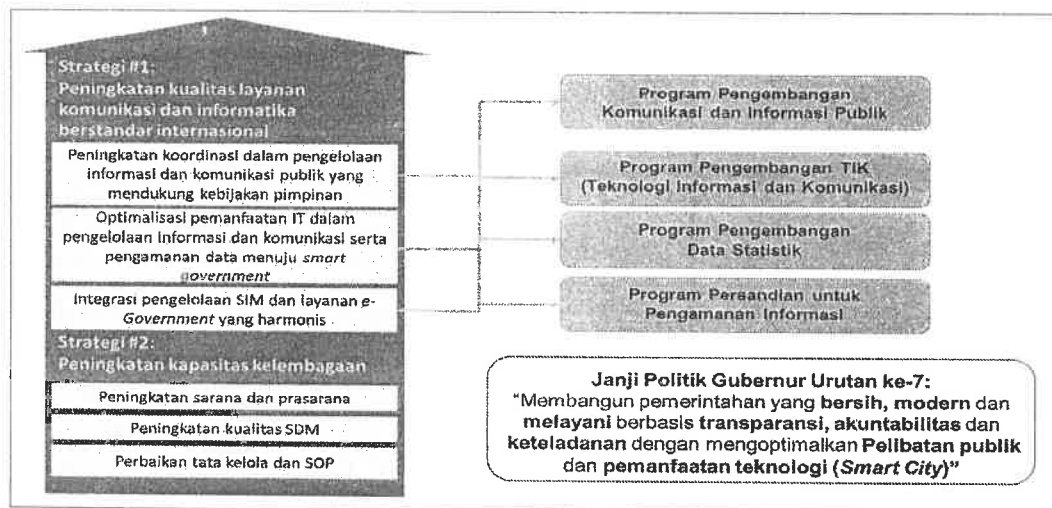 Strategi #1:
Peningkatan kualitas layanan
komunikasi dan informatika
berstandar internasional
Peningkatan koordinasi dalam pengelolaan
informasi dan komunikasi publik yang
mendukung kebijakan pimpinan
Optimalisasi pemanfaatan IT dalam
pengelolaan informasi dan komunikasi serta
pengamanan data menuju smart
government
Integrasi pengelolaan SIM dan layanan e-
Government yang harmonis
Strategi #2:
Peningkatan kapasitas kelembagaan
Peningkatan sarana dan prasarana
Peningkatan kualitas SDM
Perbaikan tata kelola dan SOP
Program Pengembangan
Komunikasi dan Informasi Publik
Program Pengembangan TIK
(Teknologi Informasi dan Komunikasi)
Program Pengembangan
Data Statistik
Program Persandian untuk
Pengamanan Informasi
Janji Politik Gubernur Urutan ke-7:
"Membangun pemerintahan yang bersih, modern dan
melayani berbasis transparansi, akuntabilitas dan
keteladanan dengan mengoptimalkan Pelibatan publik
dan pemanfaatan teknologi (Smart City)"